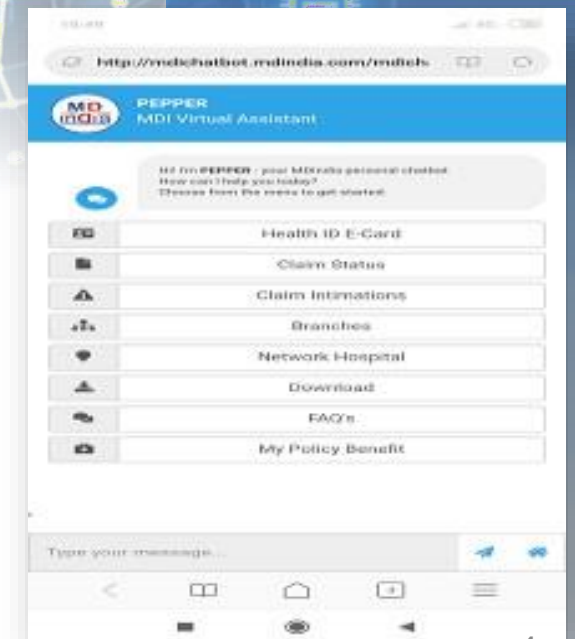 http://mdichatbot.mdindia.com/mdich
MD
india
PEPPER
MDI Virtual Assistant
Hi! I'm PEPPER - your MDIndia personal chatbot.
How can I help you today?
Choose from the menu to get started.
Health ID E-Card
Claim Status
Claim Intimations
Branches
Network Hospital
Download
FAQ's
My Policy Benefit
Type your message...